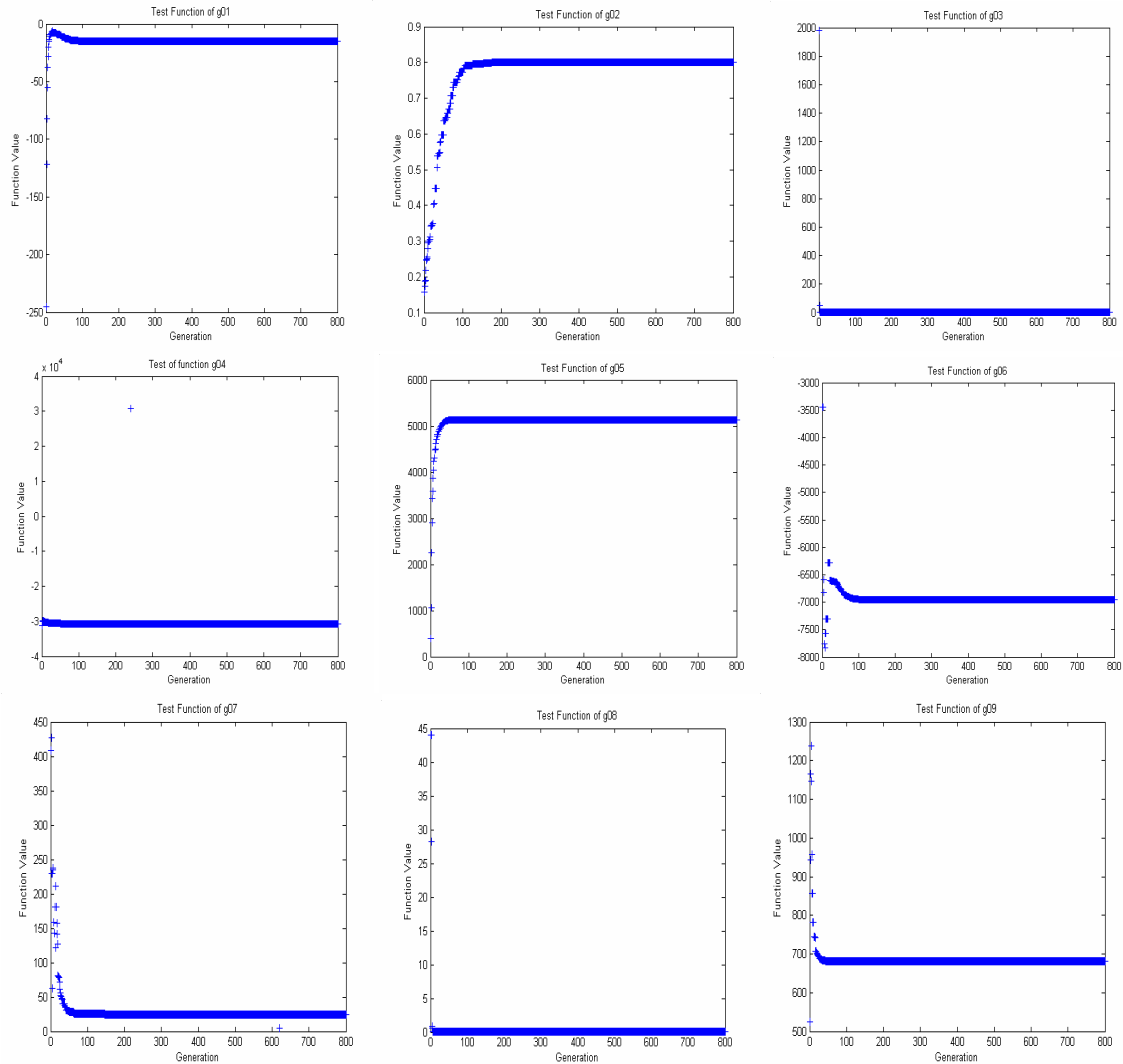 Test Function of g01
0
-50
-100
-150
-200
-250
Function Value
0 100 200 300 400 500 600 700 800
Generation
Test Function of g02
0.9
0.8
0.7
0.6
0.5
0.4
0.3
0.2
0.1
Function Value
0 100 200 300 400 500 600 700 800
Generation
Test Function of g03
2000
1800
1600
1400
1200
1000
800
600
400
200
0
Function Value
0 100 200 300 400 500 600 700 800
Generation
Test of function g04
x 10^4
4
3
2
1
0
-1
-2
-3
-4
Function Value
0 100 200 300 400 500 600 700 800
Generation
Test Function of g05
6000
5000
4000
3000
2000
1000
0
Function Value
0 100 200 300 400 500 600 700 800
Generation
Test Function of g06
-3000
-3500
-4000
-4500
-5000
-5500
-6000
-6500
-7000
-7500
-8000
Function Value
0 100 200 300 400 500 600 700 800
Generation
Test Function of g07
450
400
350
300
250
200
150
100
50
0
Function Value
0 100 200 300 400 500 600 700 800
Generation
Test Function of g08
45
40
35
30
25
20
15
10
5
0
Function Value
0 100 200 300 400 500 600 700 800
Generation
Test Function of g09
1300
1200
1100
1000
900
800
700
600
500
Function Value
0 100 200 300 400 500 600 700 800
Generation